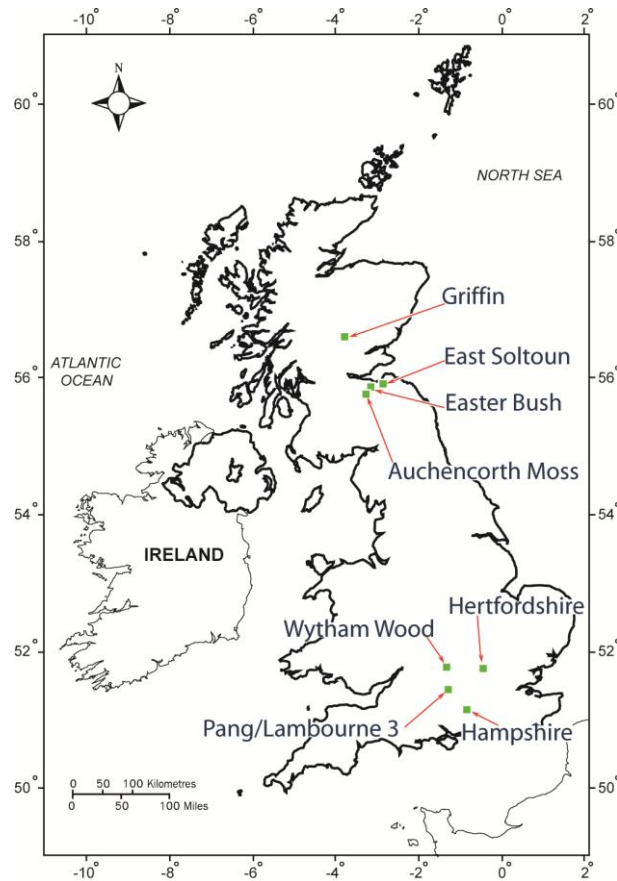 -10° -8° -6° -4° -2° 0° 2°
N
60°
60°
NORTH SEA
58°
58°
Griffin
ATLANTIC
OCEAN
East Soltoun
56°
56°
Easter Bush
Auchencorth Moss
54°
54°
IRELAND
Hertfordshire
Wytham Wood
52°
52°
Pang/Lambourne 3
Hampshire
0 50 100 Kilometres
0 50 100 Miles
50°
50°
-10° -8° -6° -4° -2° 0 2°